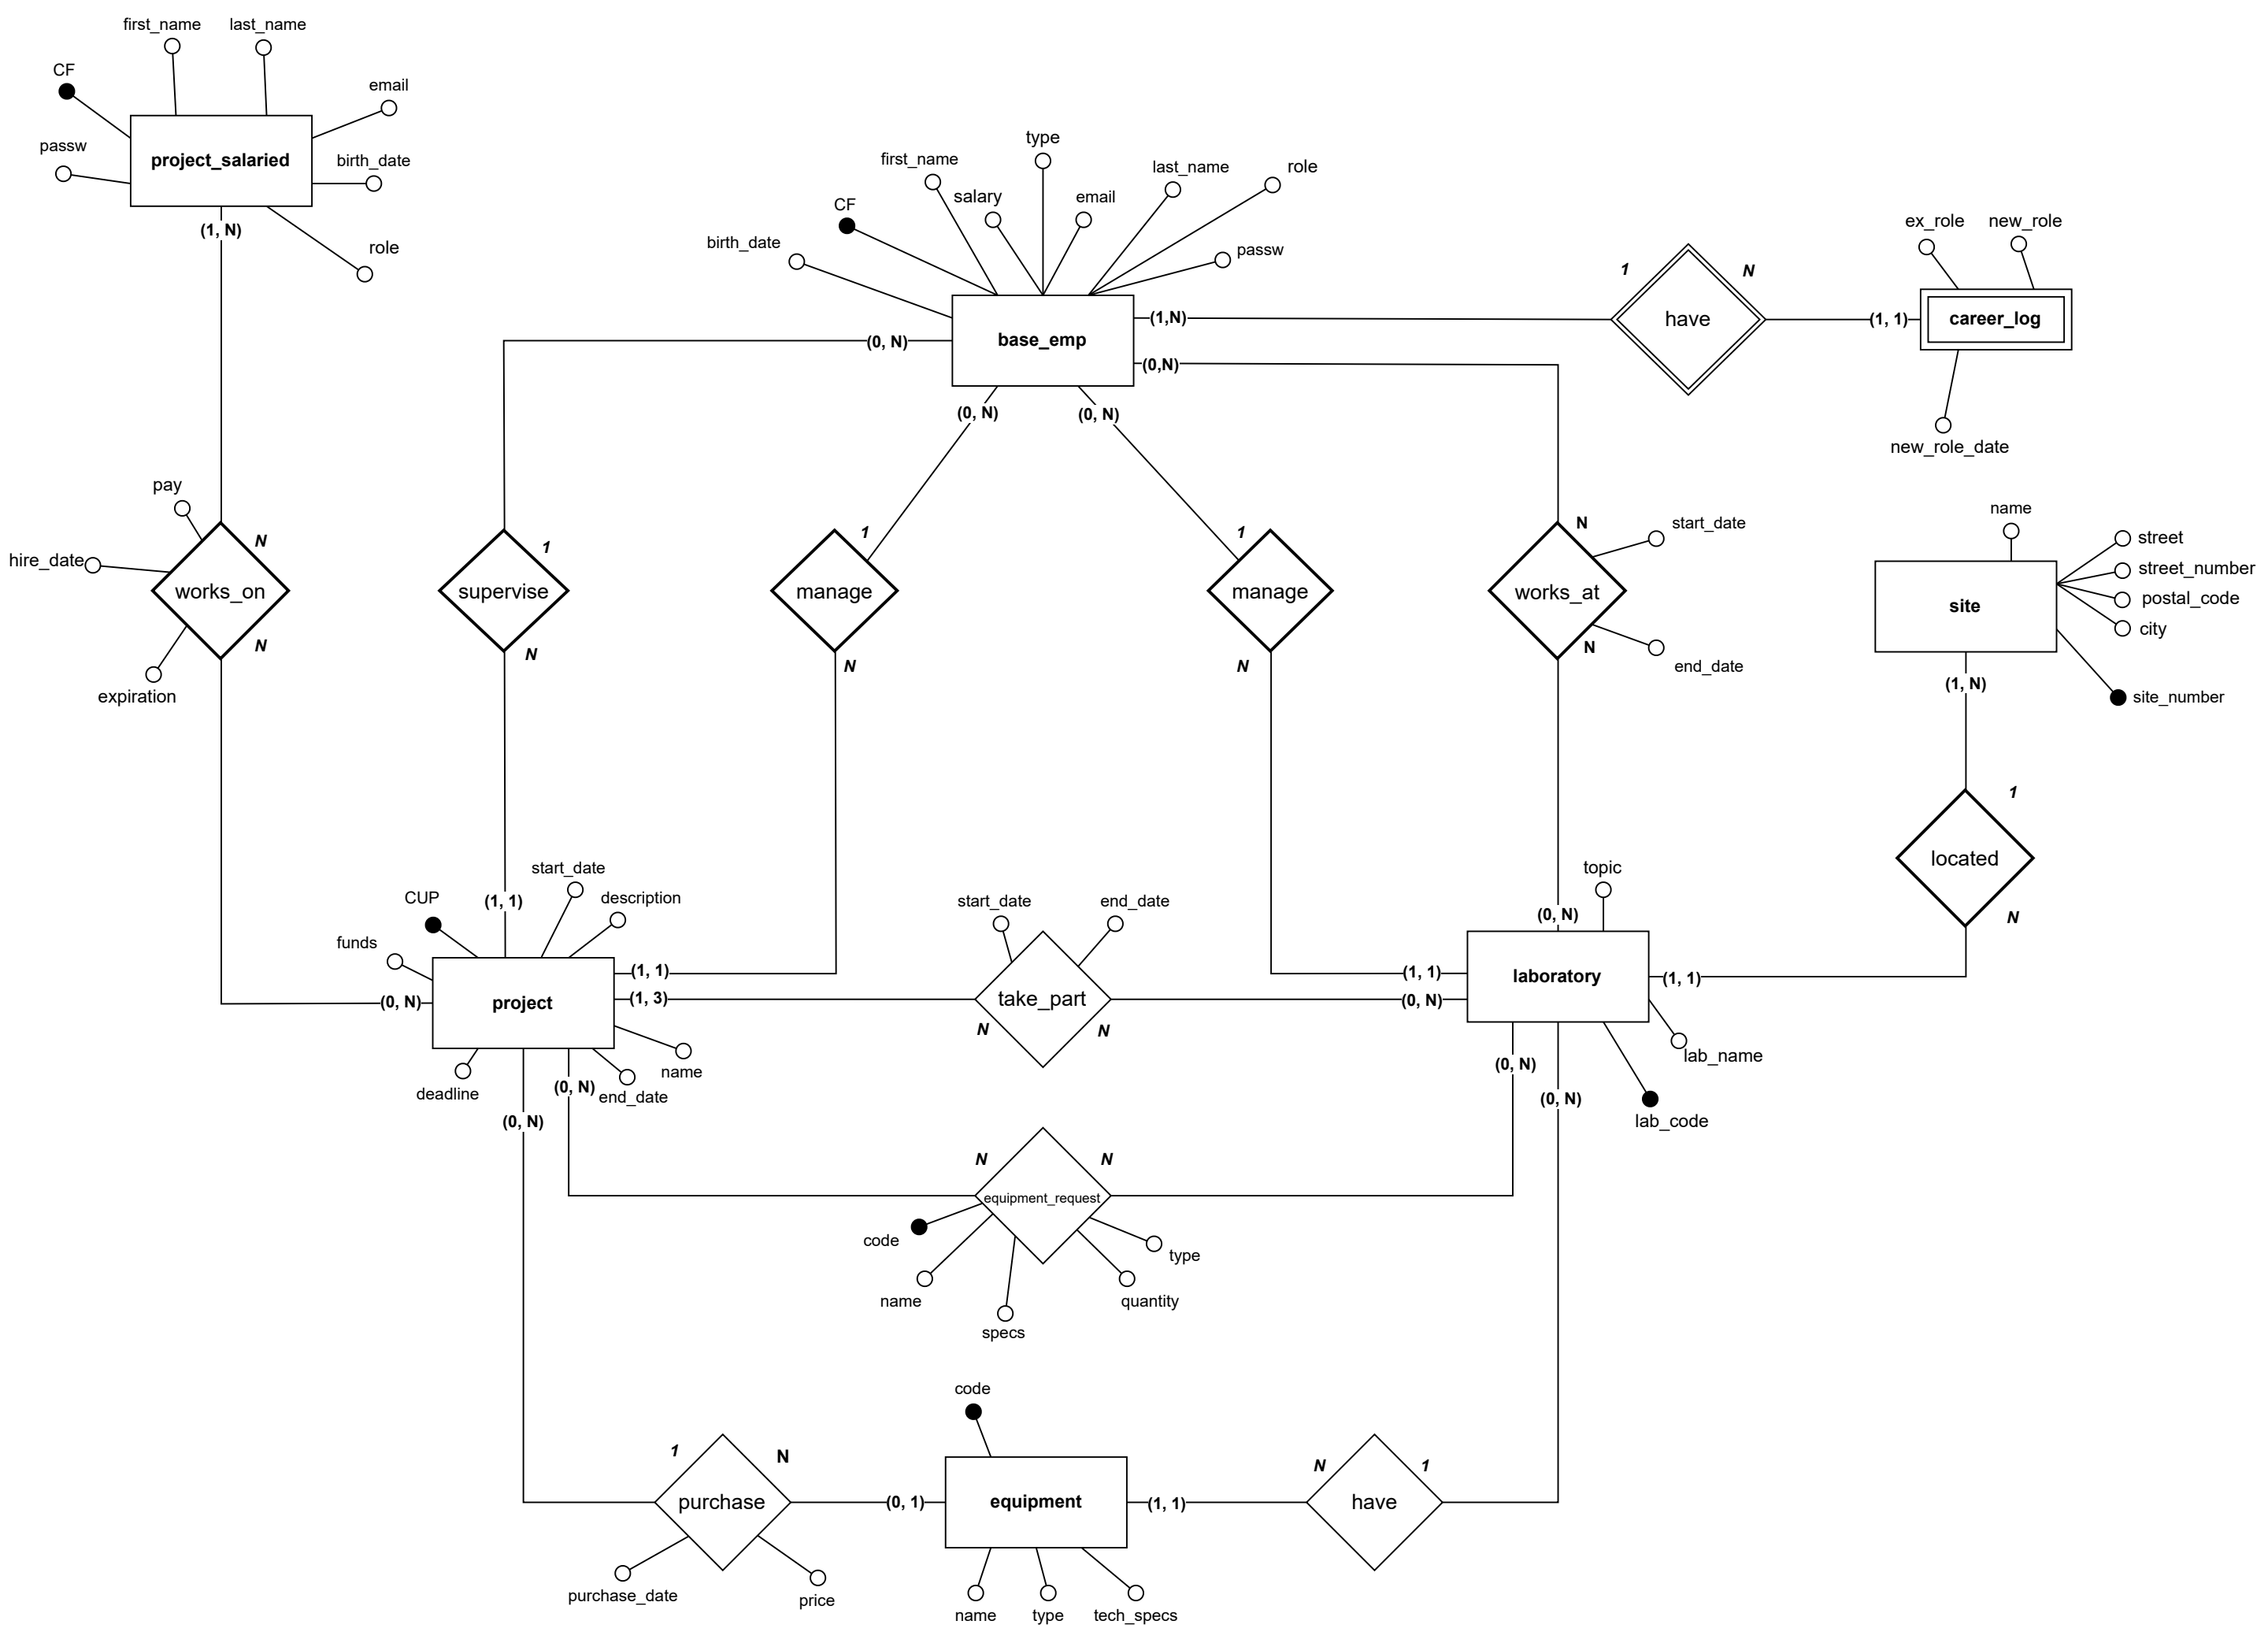 first_name
last_name
CF
email
passw
project_salaried
birth_date
(1, N)
role
type
first_name
last_name
role
salary
email
CF
birth_date
passw
base_emp
(0, N)
(1,N)
(0,N)
(0, N)
(0, N)
ex_role
new_role
1
N
have
(1, 1)
career_log
new_role_date
pay
hire_date
N
works_on
N
expiration
1
supervise
N
1
manage
N
1
manage
N
N
start_date
works_at
N
end_date
name
street
street_number
postal_code
city
site
(1, N)
site_number
1
located
N
start_date
CUP
description
(1, 1)
funds
(0, N)
project
(1, 1)
(1, 3)
name
deadline
(0, N)
end_date
(0, N)
start_date
end_date
take_part
N
N
topic
(0, N)
(1, 1)
(0, N)
laboratory
(1, 1)
lab_name
(0, N)
(0, N)
lab_code
N
N
equipment_request
code
type
name
quantity
specs
code
1
N
purchase
(0, 1)
equipment
(1, 1)
N
1
have
purchase_date
price
name
type
tech_specs